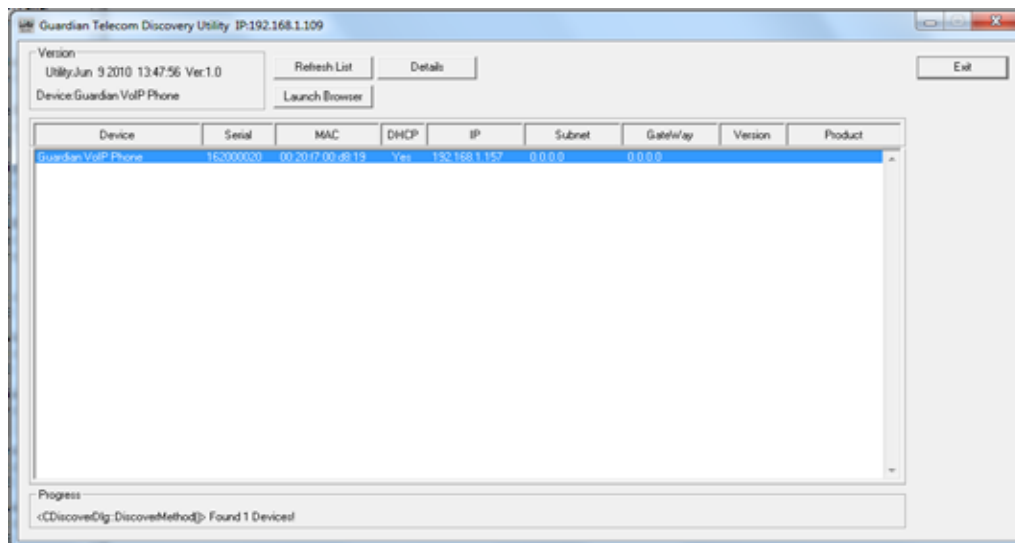 Guardian Telecom Discovery Utility IP:192.168.1.109
Version
Utility:Jun 9 2010 13:47:56 Ver:1.0
Device:Guardian VoIP Phone
Refresh List
Details
Launch Browser
Exit
Device Serial MAC DHCP IP Subnet GateWay Version Product
Guardian VoIP Phone 162000020 00:20:f7:00:d8:19 Yes 192.168.1.157 0.0.0.0 0.0.0.0
Progress
<CDiscoverDlg::DiscoverMethod()> Found 1 Devices!